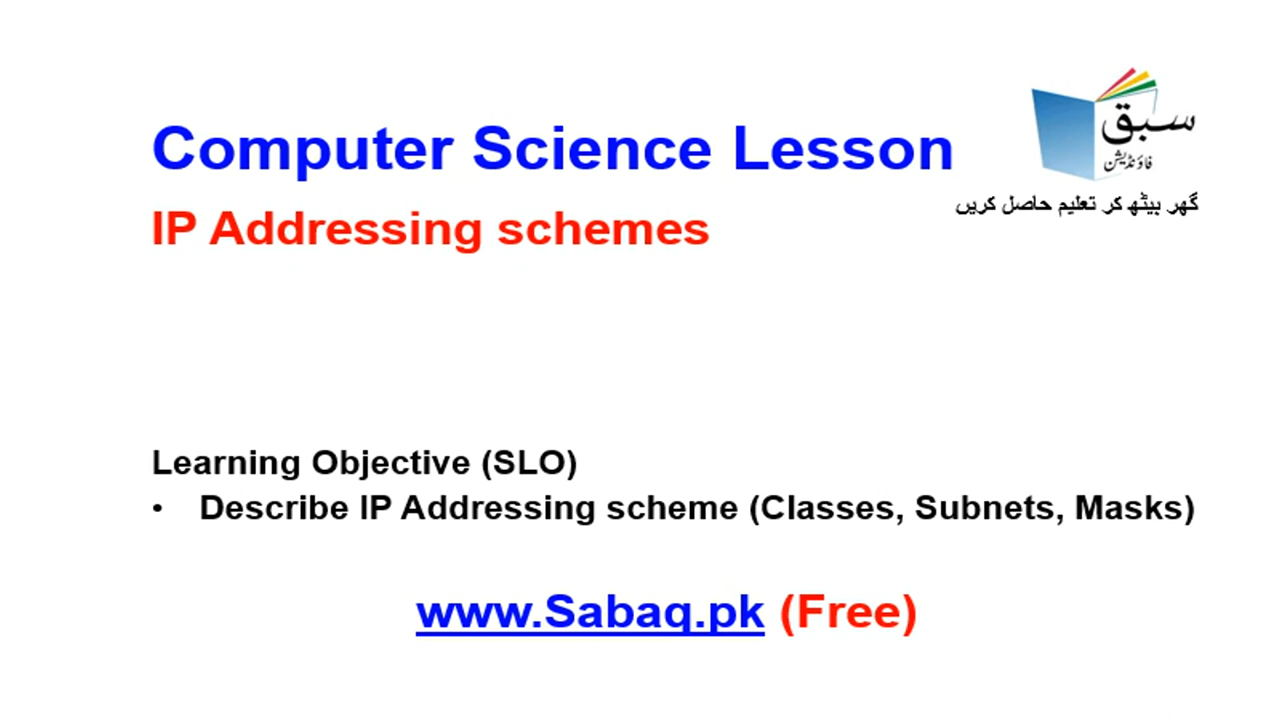 Computer Science Lesson
سبق
فاؤنڈیشن
گھر بیٹھ کر تعلیم حاصل کریں
IP Addressing schemes
Learning Objective (SLO)
• Describe IP Addressing scheme (Classes, Subnets, Masks)
www.Sabaq.pk (Free)